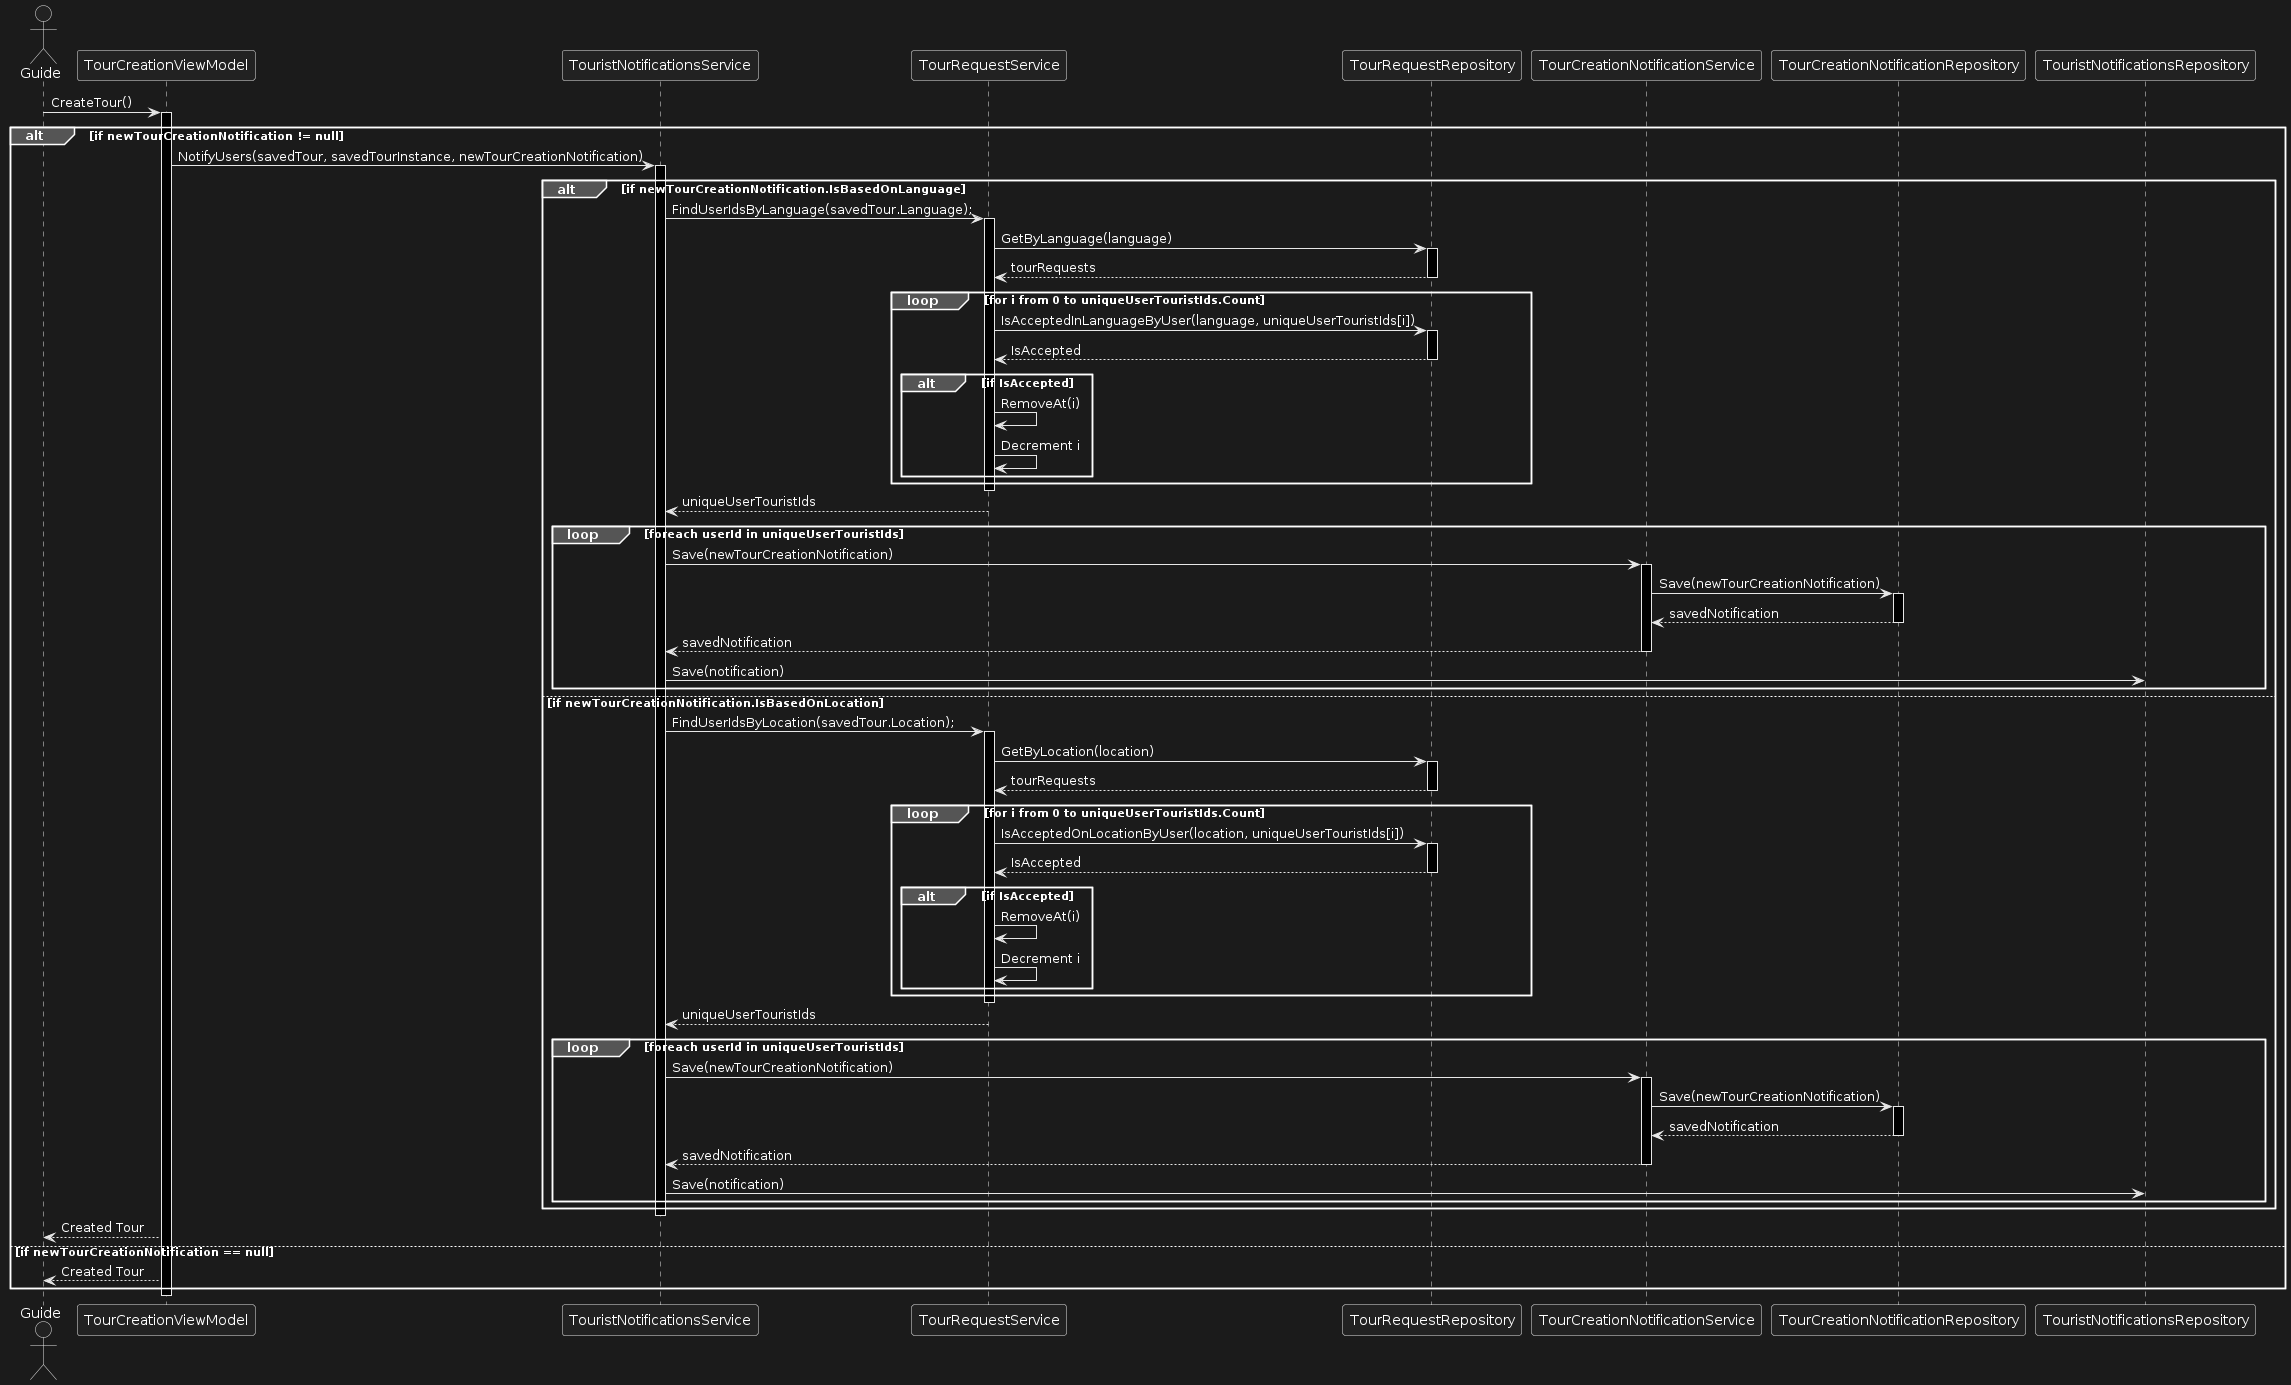 Guide
TourCreationViewModel
TouristNotificationsService
TourRequestService
TourRequestRepository
TourCreationNotificationService
TourCreationNotificationRepository
TouristNotificationsRepository
CreateTour()
alt [if newTourCreationNotification != null]
NotifyUsers(savedTour, savedTourInstance, newTourCreationNotification)
alt [if newTourCreationNotification.IsBasedOnLanguage]
FindUserIdsByLanguage(savedTour.Language);
GetByLanguage(language)
tourRequests
loop [for i from 0 to uniqueUserTouristIds.Count]
IsAcceptedInLanguageByUser(language, uniqueUserTouristIds[i])
IsAccepted
alt [if IsAccepted]
RemoveAt(i)
Decrement i
uniqueUserTouristIds
loop [foreach userId in uniqueUserTouristIds]
Save(newTourCreationNotification)
Save(newTourCreationNotification)
savedNotification
savedNotification
Save(notification)
[if newTourCreationNotification.IsBasedOnLocation]
FindUserIdsByLocation(savedTour.Location);
GetByLocation(location)
tourRequests
loop [for i from 0 to uniqueUserTouristIds.Count]
IsAcceptedOnLocationByUser(location, uniqueUserTouristIds[i])
IsAccepted
alt [if IsAccepted]
RemoveAt(i)
Decrement i
uniqueUserTouristIds
loop [foreach userId in uniqueUserTouristIds]
Save(newTourCreationNotification)
Save(newTourCreationNotification)
savedNotification
savedNotification
Save(notification)
Created Tour
[if newTourCreationNotification == null]
Created Tour
Guide
TourCreationViewModel
TouristNotificationsService
TourRequestService
TourRequestRepository
TourCreationNotificationService
TourCreationNotificationRepository
TouristNotificationsRepository